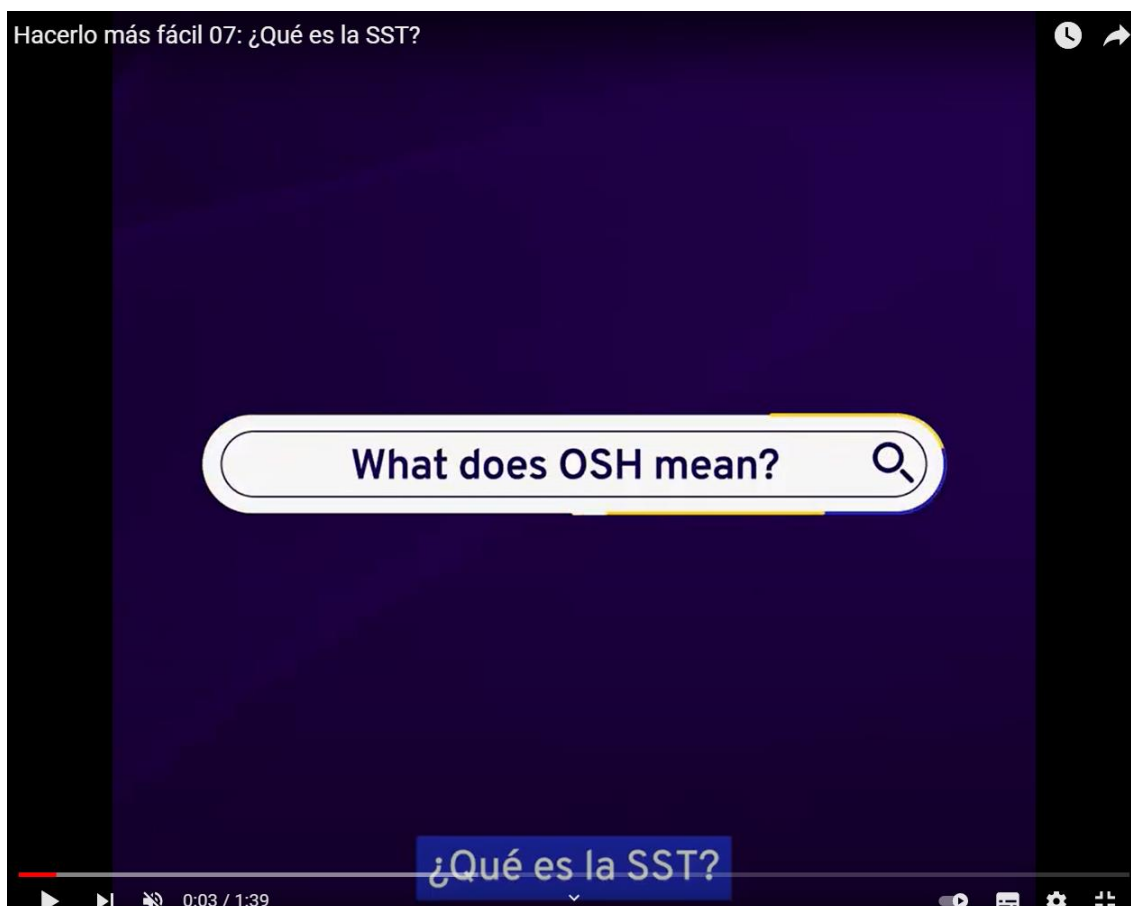 Hacerlo más fácil 07: ¿Qué es la SST?
What does OSH mean?
¿Qué es la SST?
0:03 / 1:39